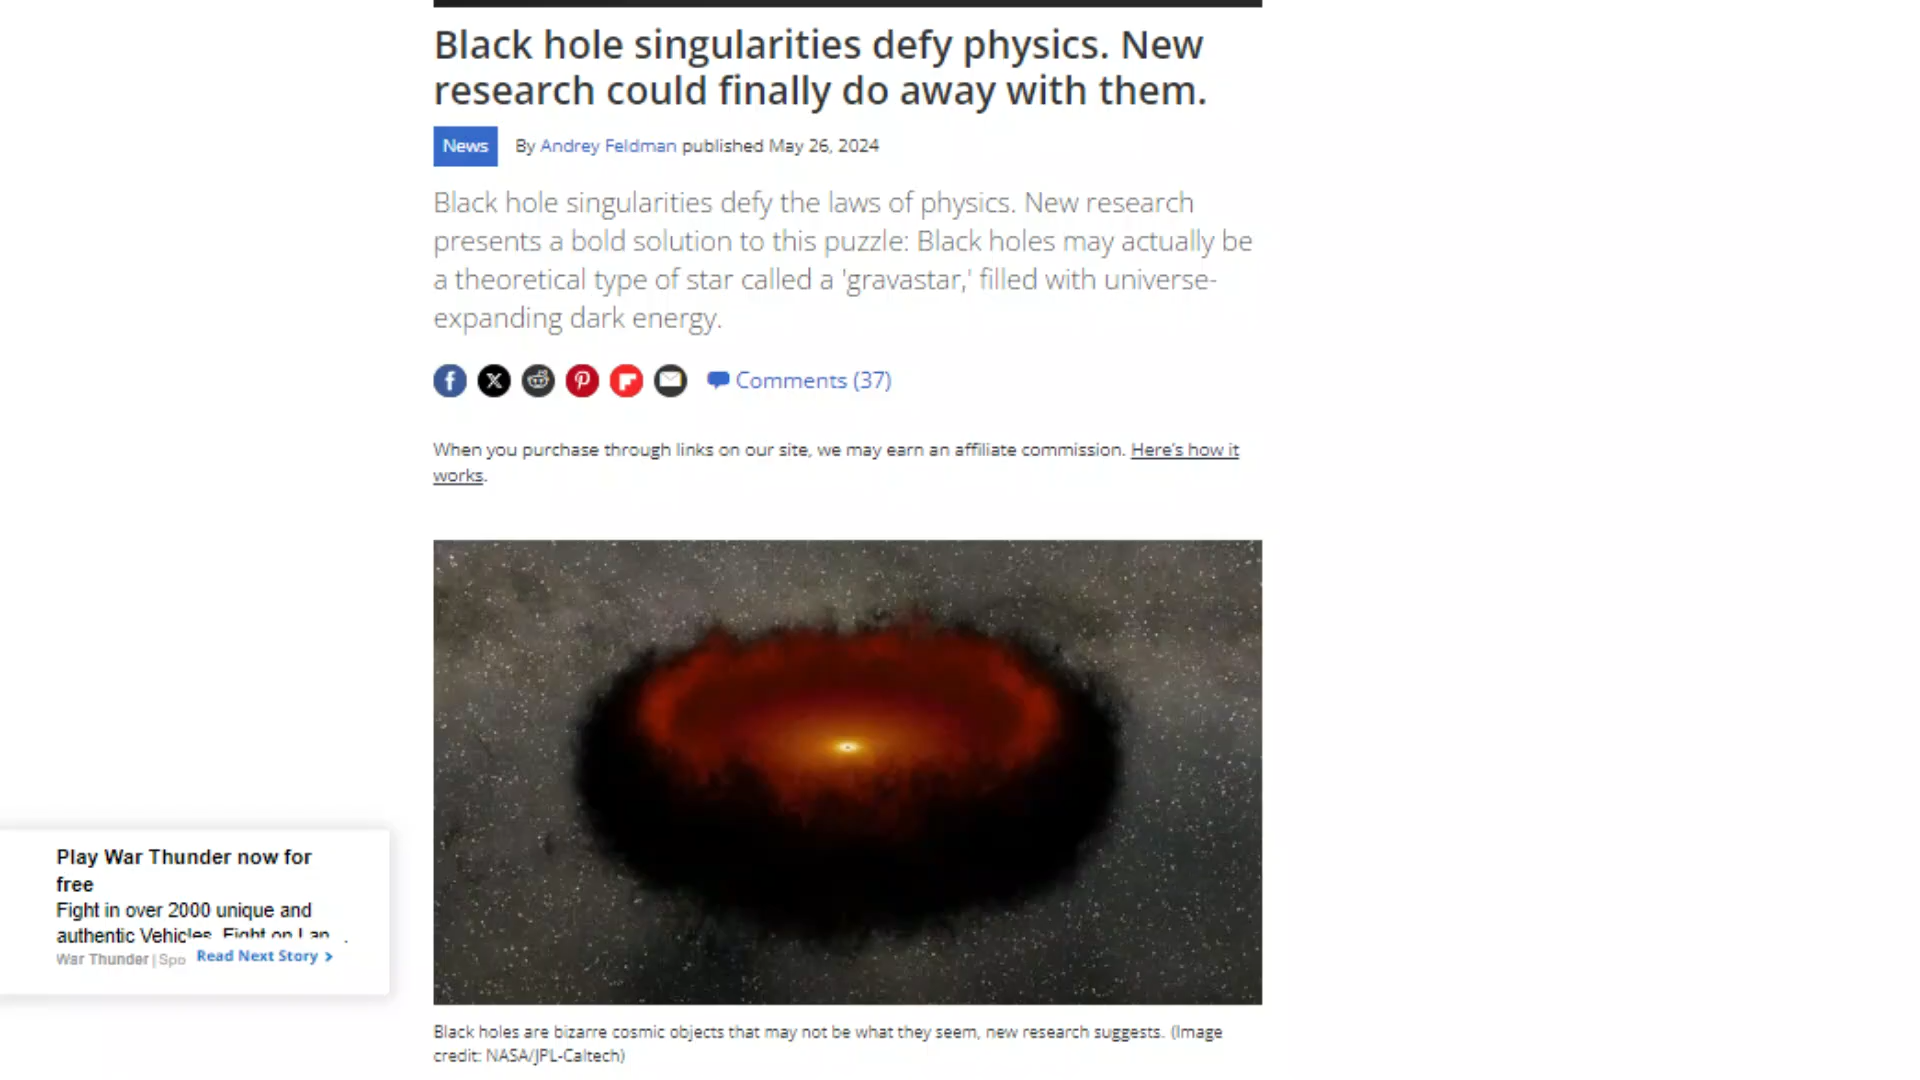 Black hole singularities defy physics. New
research could finally do away with them.
News By Andrey Feldman published May 26, 2024
Black hole singularities defy the laws of physics. New research
presents a bold solution to this puzzle: Black holes may actually be
a theoretical type of star called a 'gravastar,' filled with universe-
expanding dark energy.
Comments (37)
When you purchase through links on our site, we may earn an affiliate commission. Here's how it
works.
Play War Thunder now for
free
Fight in over 2000 unique and
authentic Vehicles. Fight on Lan
War Thunder | Spo
Read Next Story >
Black holes are bizarre cosmic objects that may not be what they seem, new research suggests. (Image
credit: NASA/JPL-Caltech)